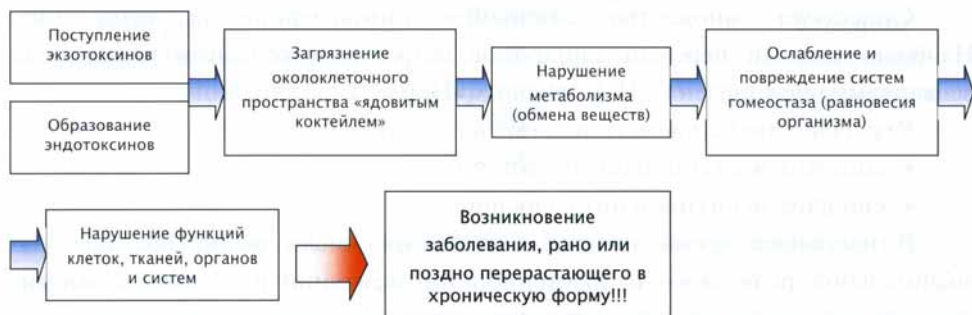 Поступление
экзотоксинов
Образование
эндотоксинов
Загрязнение
околоклеточного
пространства «ядовитым
коктейлем»
Нарушение
метаболизма
(обмена веществ)
Ослабление и
повреждение систем
гомеостаза (равновесия
организма)
Нарушение функций
клеток, тканей, органов
и систем
Возникновение
заболевания, рано или
поздно перерастающего в
хроническую форму!!!